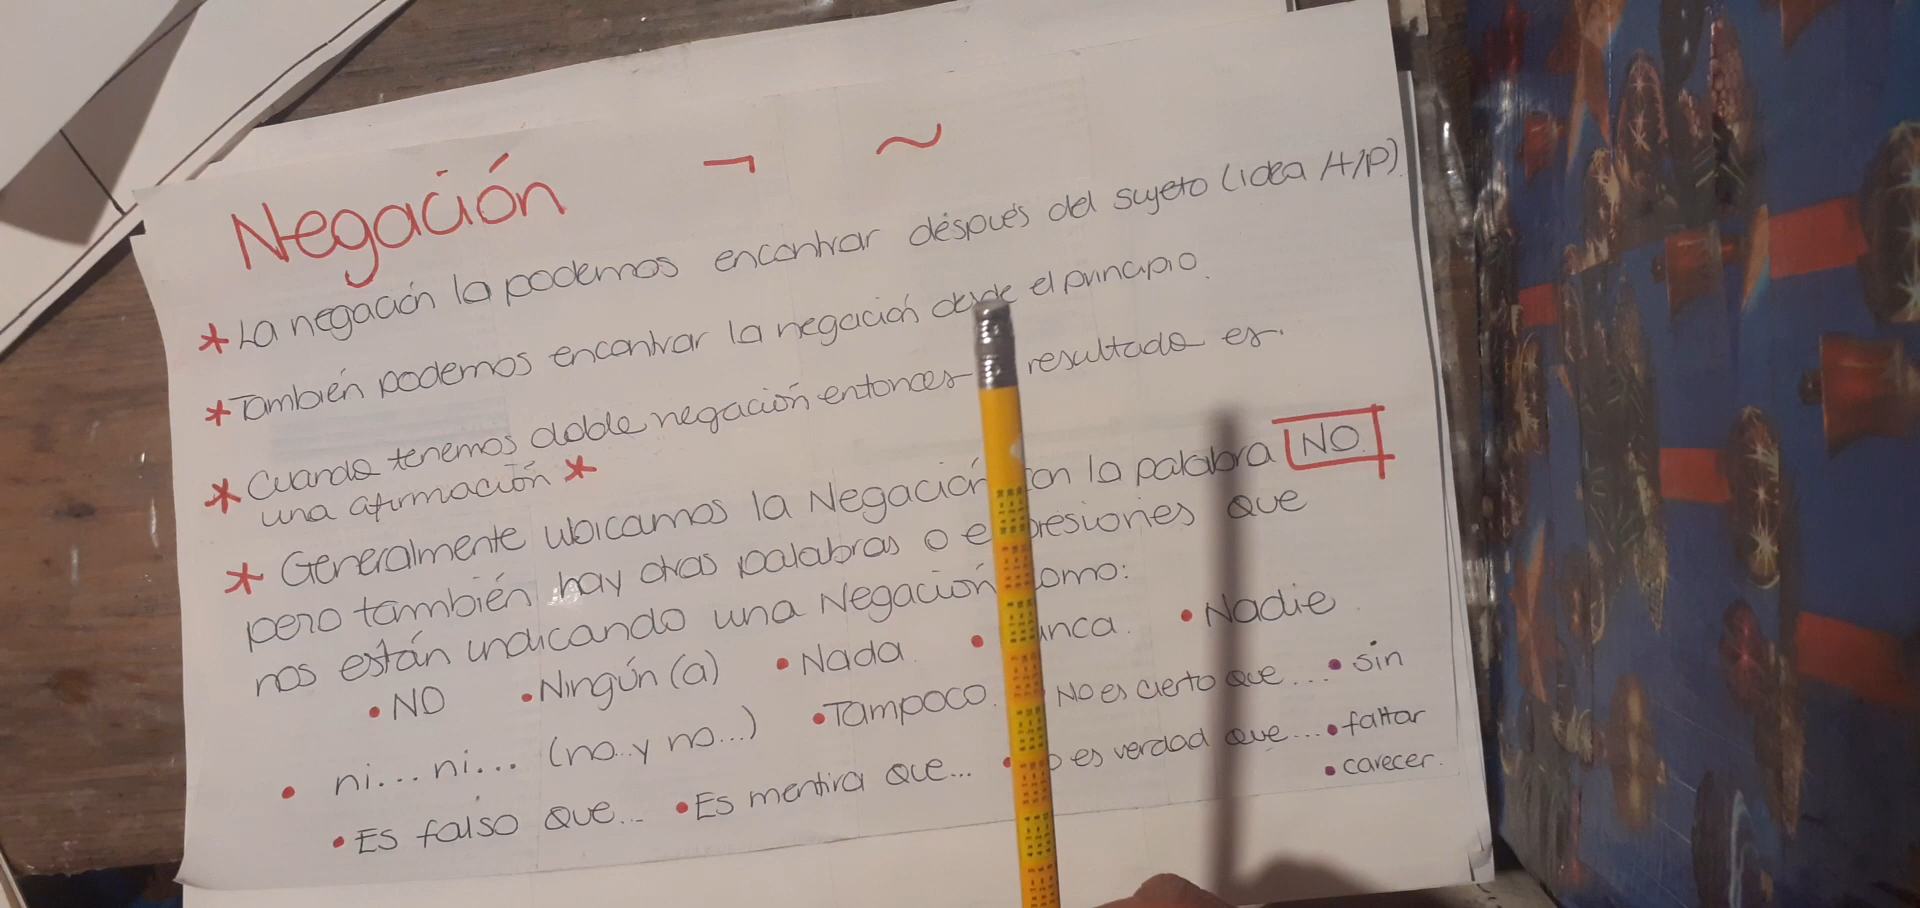 Negación ¬ ~
* La negación la podemos encontrar después del sujeto (idea A/P).
* También podemos encontrar la negación desde el principio.
* Cuando tenemos doble negación entonces resultado es.
una afirmación *
* Generalmente ubicamos la Negación con la palabra NO.
pero también hay otras palabras o expresiones que
nos están indicando una Negación como:
• NO • Ningún(a) • Nada. • Nunca. • Nadie.
• ni... ni... (no..y no...) • Tampoco. • No es cierto que... • sin
• Es falso que... • Es mentira que... • No es verdad que... • faltar
• carecer.